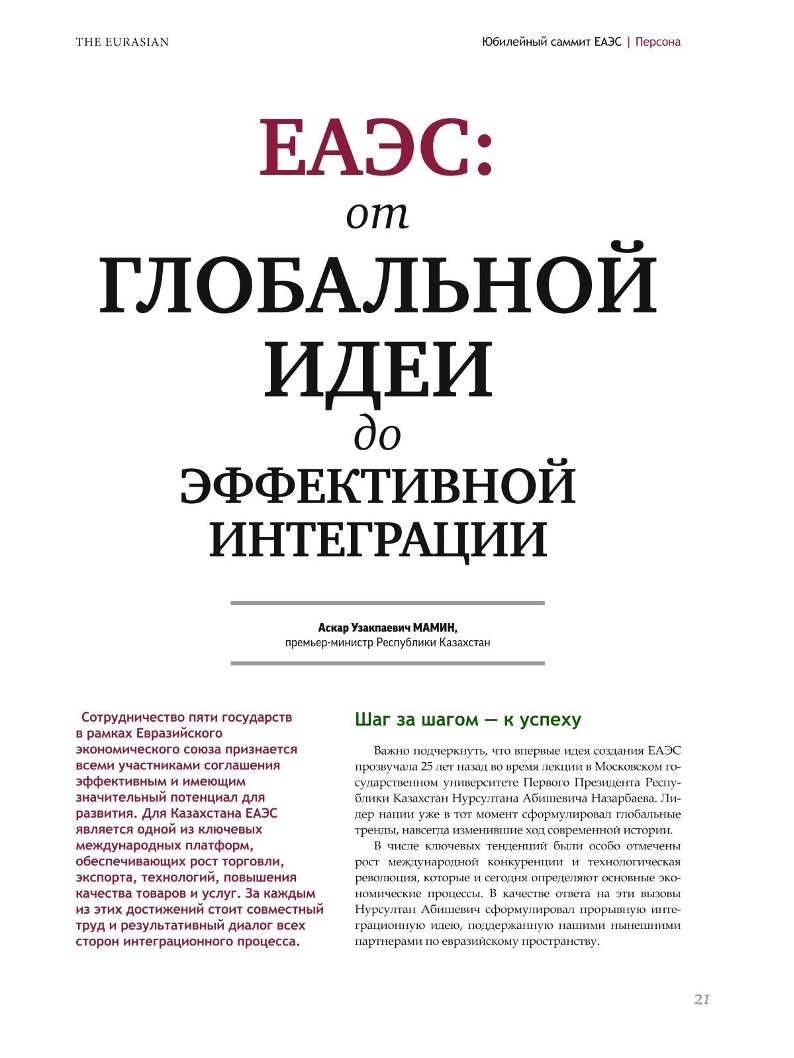 THE EURASIAN
Юбилейный саммит ЕАЭС | Персона
ЕАЭС:
от
ГЛОБАЛЬНОЙ
ИДЕИ
до
ЭФФЕКТИВНОЙ
ИНТЕГРАЦИИ
Аскар Узакпаевич МАМИН,
премьер-министр Республики Казахстан
Сотрудничество пяти государств
в рамках Евразийского
экономического союза признается
всеми участниками соглашения
эффективным и имеющим
значительный потенциал для
развития. Для Казахстана ЕАЭС
является одной из ключевых
международных платформ,
обеспечивающих рост торговли,
экспорта, технологий, повышения
качества товаров и услуг. За каждым
из этих достижений стоит совместный
труд и результативный диалог всех
сторон интеграционного процесса.
Шаг за шагом — к успеху
Важно подчеркнуть, что впервые идея создания ЕАЭС
прозвучала 25 лет назад во время лекции в Московском го-
сударственном университете Первого Президента Респу-
блики Казахстан Нурсултана Абишевича Назарбаева. Ли-
дер нации уже в тот момент сформулировал глобальные
тренды, навсегда изменившие ход современной истории.
В числе ключевых тенденций были особо отмечены
рост международной конкуренции и технологическая
революция, которые и сегодня определяют основные эко-
номические процессы. В качестве ответа на эти вызовы
Нурсултан Абишевич сформулировал прорывную инте-
грационную идею, поддержанную нашими нынешними
партнерами по евразийскому пространству.
21